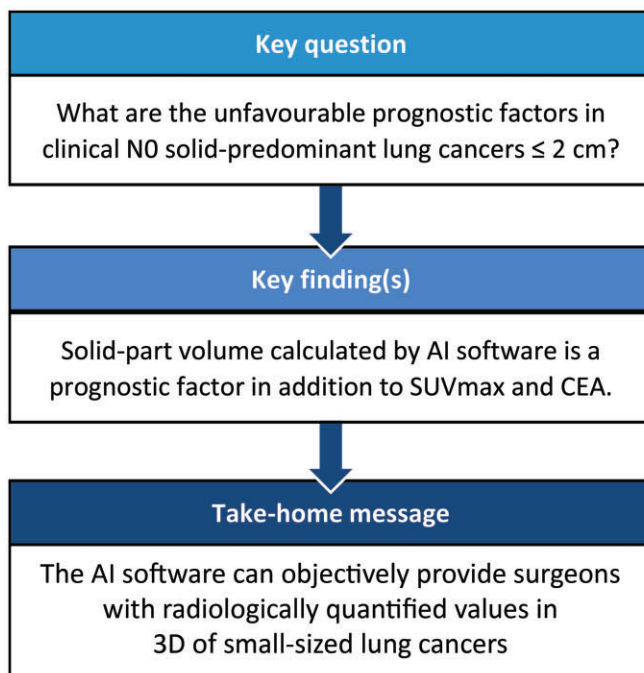 Key question
What are the unfavourable prognostic factors in
clinical N0 solid-predominant lung cancers ≤ 2 cm?
Key finding(s)
Solid-part volume calculated by AI software is a
prognostic factor in addition to SUVmax and CEA.
Take-home message
The AI software can objectively provide surgeons
with radiologically quantified values in
3D of small-sized lung cancers